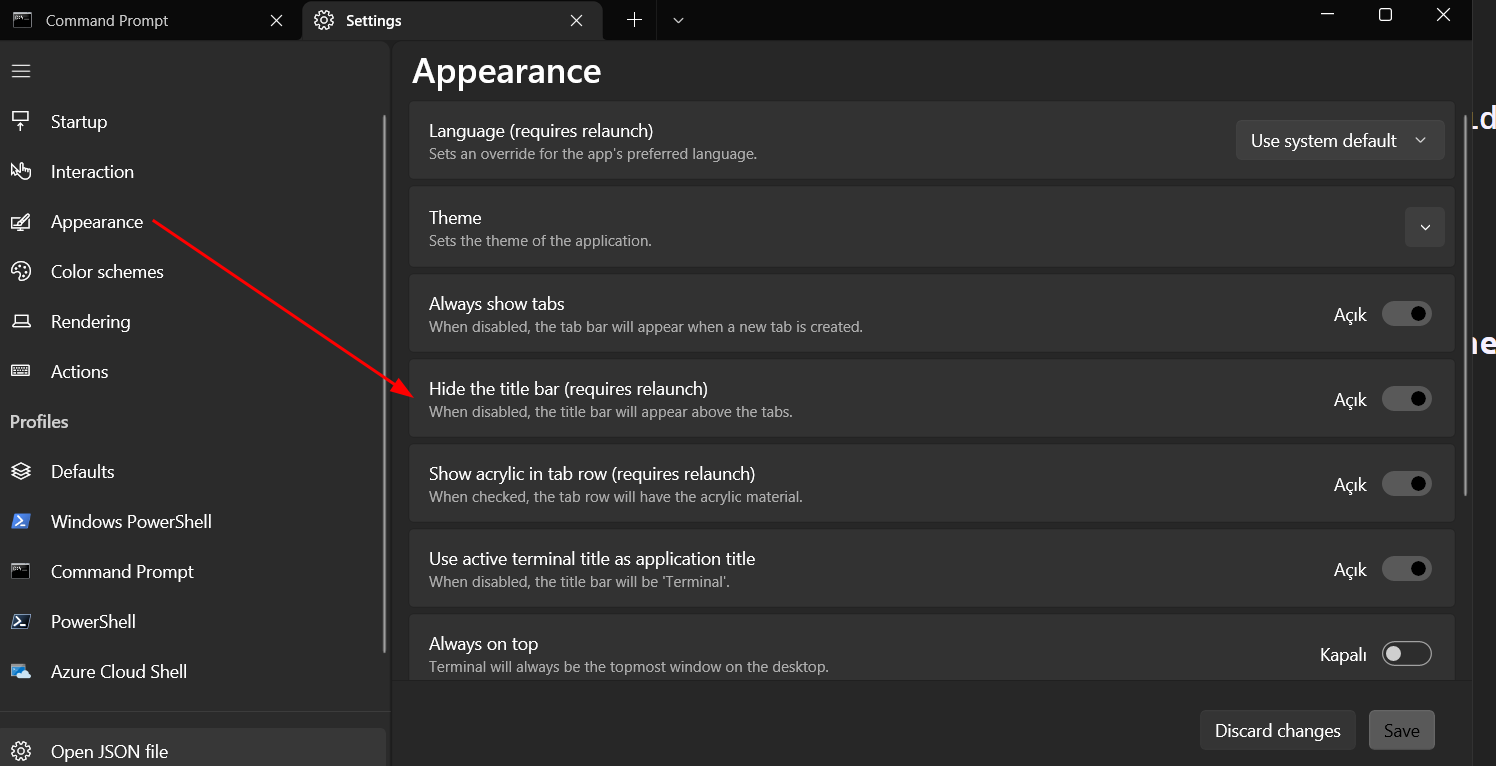 Command Prompt
Settings
Startup
Interaction
Appearance
Color schemes
Rendering
Actions
Profiles
Defaults
Windows PowerShell
Command Prompt
PowerShell
Azure Cloud Shell
Open JSON file
Appearance
Language (requires relaunch)
Sets an override for the app's preferred language.
Use system default
Theme
Sets the theme of the application.
Always show tabs
When disabled, the tab bar will appear when a new tab is created.
Açık
Hide the title bar (requires relaunch)
When disabled, the title bar will appear above the tabs.
Açık
Show acrylic in tab row (requires relaunch)
When checked, the tab row will have the acrylic material.
Açık
Use active terminal title as application title
When disabled, the title bar will be 'Terminal'.
Açık
Always on top
Terminal will always be the topmost window on the desktop.
Kapalı
Discard changes
Save